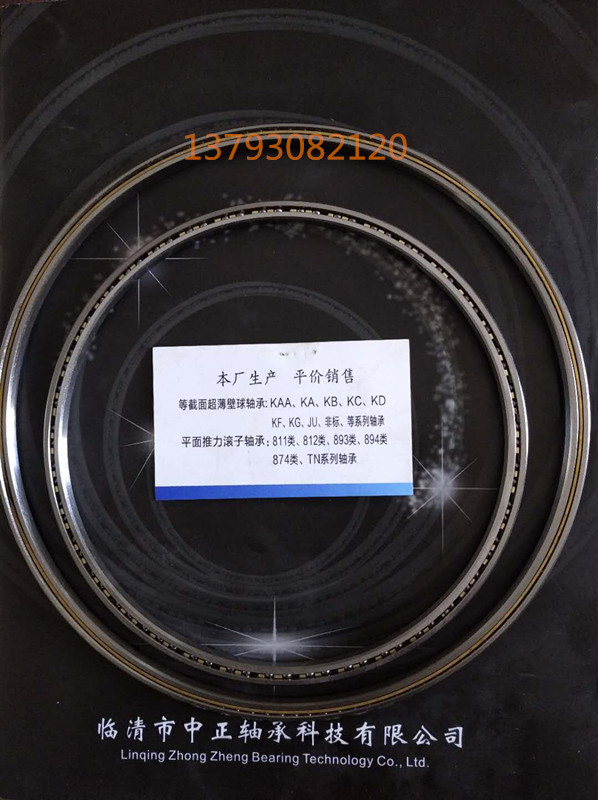 13793082120
本厂生产 平价销售
等截面超薄壁球轴承:KAA、KA、KB、KC、KD
KF、KG、JU、非标、等系列轴承
平面推力滚子轴承:811类、812类、893类、894类
874类、TN系列轴承
临清市中正轴承科技有限公司
Linqing Zhong Zheng Bearing Technology Co., Ltd.